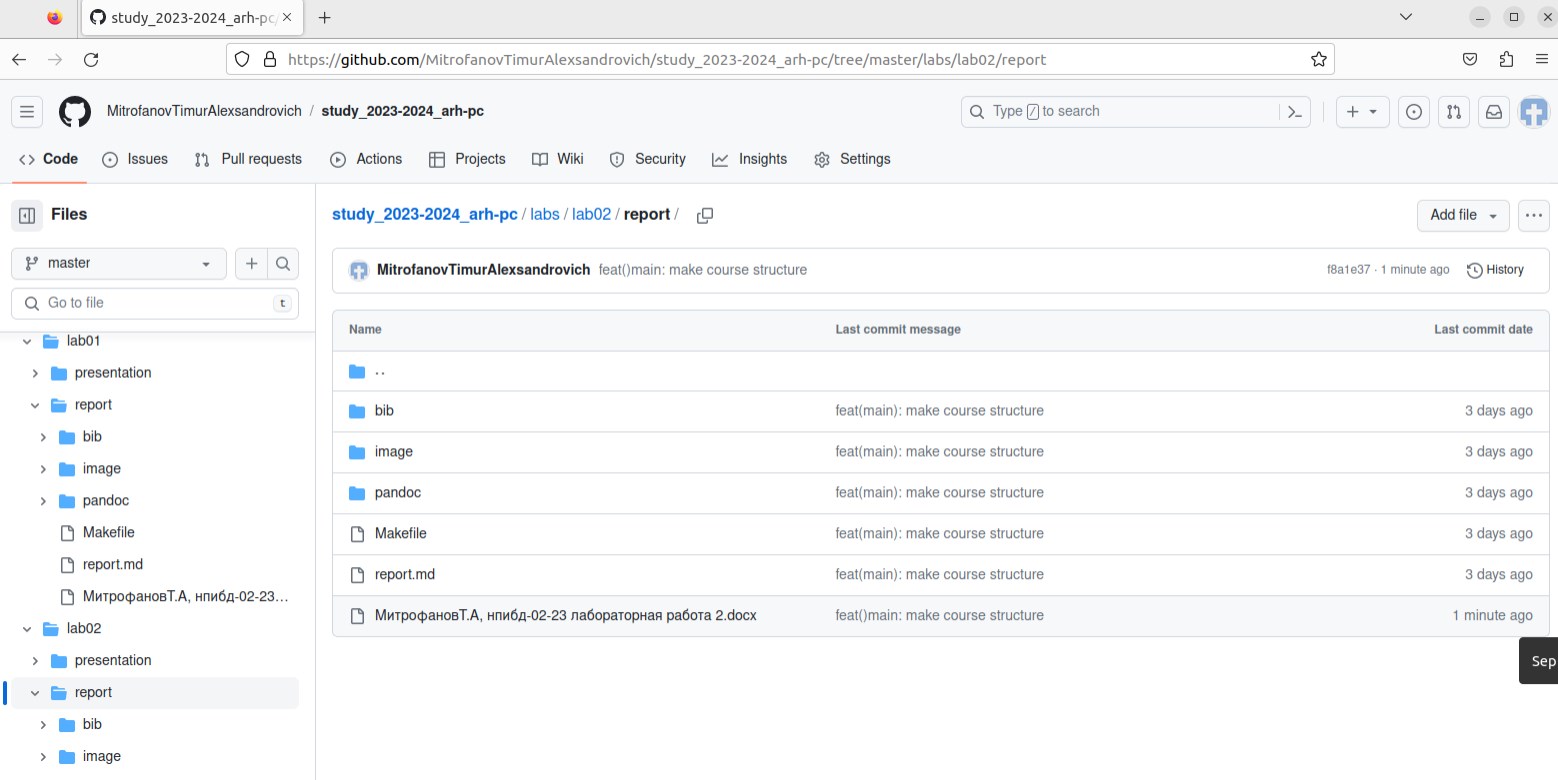 study_2023-2024_arh-pc/
https://github.com/MitrofanovTimurAlexsandrovich/study_2023-2024_arh-pc/tree/master/labs/lab02/report
MitrofanovTimurAlexsandrovich / study_2023-2024_arh-pc
Type / to search
Code Issues Pull requests Actions Projects Wiki Security Insights Settings
Files
master
Go to file t
lab01
presentation
report
bib
image
pandoc
Makefile
report.md
МитрофановТ.А, нпибд-02-23...
lab02
presentation
report
bib
image
study_2023-2024_arh-pc / labs / lab02 / report /
Add file
MitrofanovTimurAlexsandrovich feat()main: make course structure
f8a1e37 · 1 minute ago History
Name Last commit message Last commit date
..
bib feat(main): make course structure 3 days ago
image feat(main): make course structure 3 days ago
pandoc feat(main): make course structure 3 days ago
Makefile feat(main): make course structure 3 days ago
report.md feat(main): make course structure 3 days ago
МитрофановТ.А, нпибд-02-23 лабораторная работа 2.docx feat()main: make course structure 1 minute ago
Sep